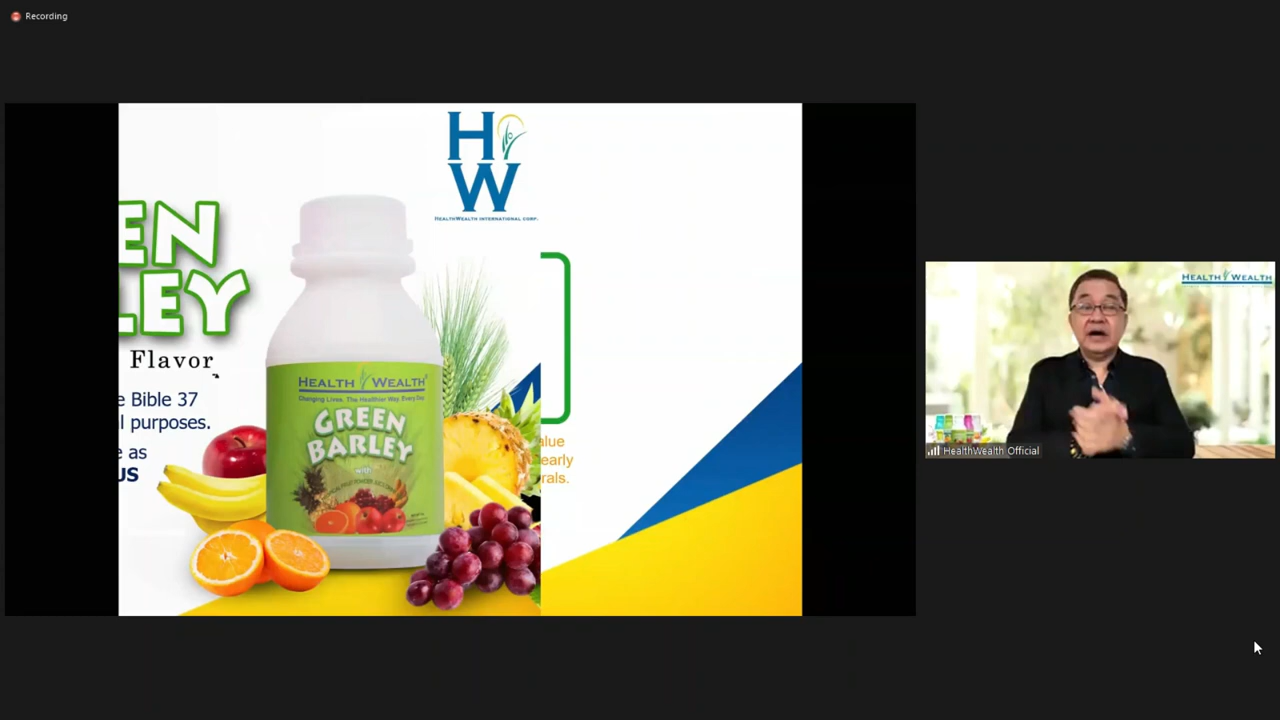 Recording
H
W
HEALTHWEALTH INTERNATIONAL CORP.
EN
LEY
Flavor
e Bible 37
l purposes.
e as
US
HEALTH WEALTH
Changing Lives. The Healthier Way. Every Day.
GREEN
BARLEY
with
alue
early
rals.
HEALTH WEALTH
HealthWealth Official